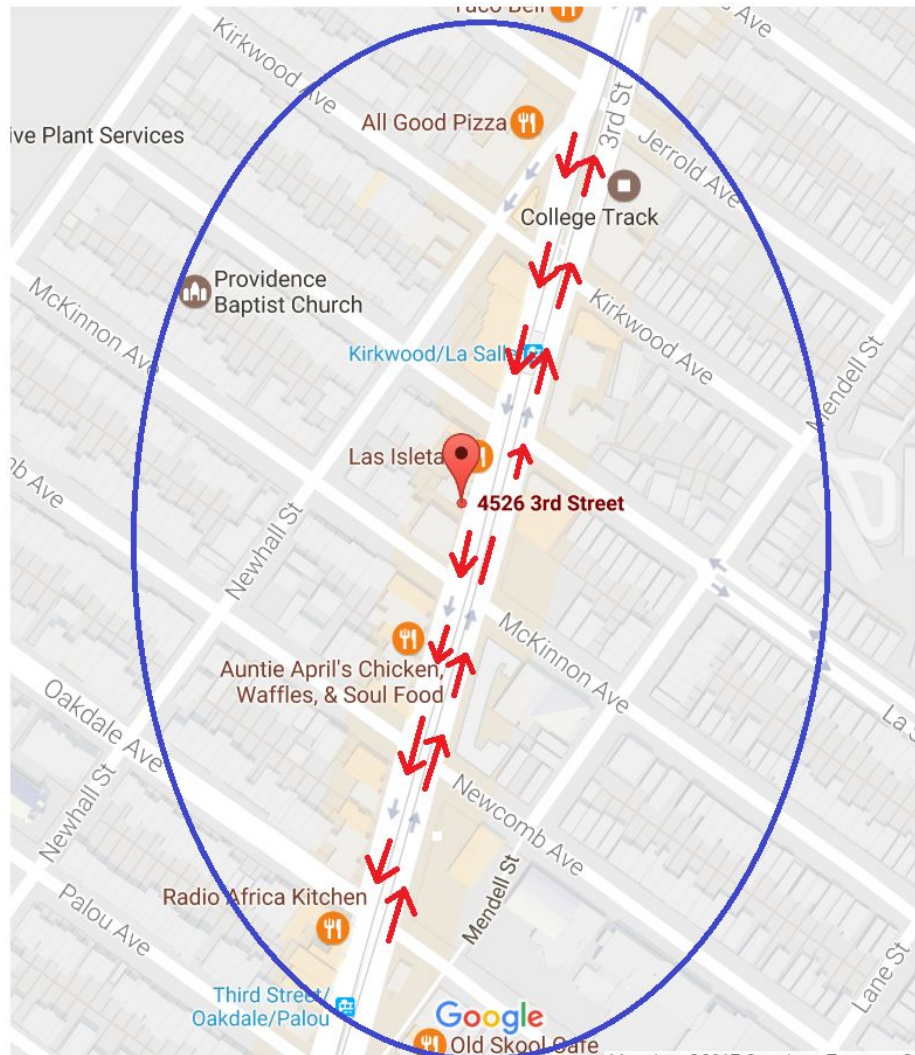 Taco Bell
Kirkwood Ave
All Good Pizza
3rd St
Jerrold Ave
ive Plant Services
College Track
Providence
Baptist Church
McKinnon Ave
Kirkwood Ave
Mendell St
Kirkwood/La Salle
Las Isletas
4526 3rd Street
Newhall St
McKinnon Ave
Auntie April's Chicken,
Waffles, & Soul Food
Oakdale Ave
La S
Newcomb Ave
Newhall St
Mendell St
Radio Africa Kitchen
Palou Ave
Lane St
Third Street/
Oakdale/Palou
Google
Old Skool Cafe